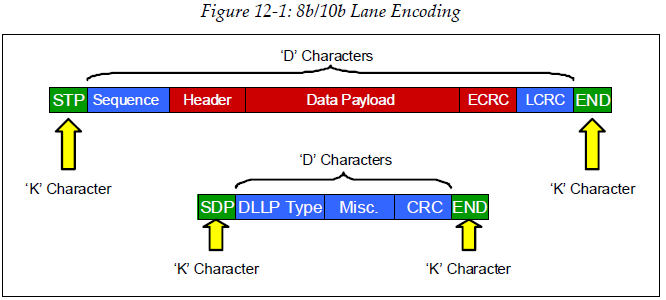 Figure 12-1: 8b/10b Lane Encoding
‘D’ Characters
STP Sequence Header Data Payload ECRC LCRC END
‘K’ Character ‘K’ Character
‘D’ Characters
SDP DLLP Type Misc. CRC END
‘K’ Character ‘K’ Character